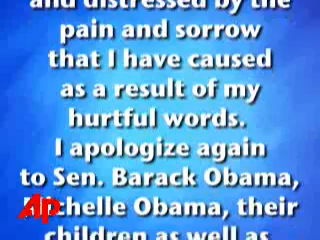 and distressed by the
pain and sorrow
that I have caused
as a result of my
hurtful words.
I apologize again
to Sen. Barack Obama,
Michelle Obama, their
children as well as
AP